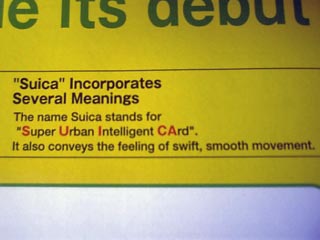 its debut
"Suica" Incorporates
Several Meanings
The name Suica stands for
"Super Urban Intelligent CArd".
It also conveys the feeling of swift, smooth movement.